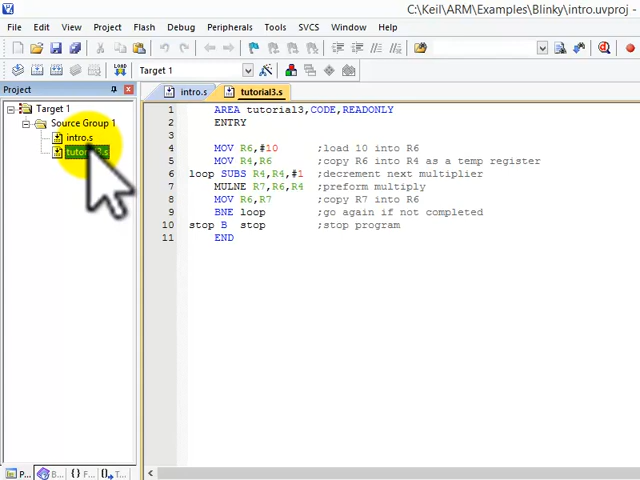 C:\Keil\ARM\Examples\Blinky\intro.uvproj
File Edit View Project Flash Debug Peripherals Tools SVCS Window Help
LOAD
Target 1
Project
intro.s
tutorial3.s
Target 1
Source Group 1
intro.s
1 AREA tutorial3,CODE,READONLY
2 ENTRY
3
4 MOV R6,#10 ;load 10 into R6
5 MOV R4,R6 ;copy R6 into R4 as a temp register
6 loop SUBS R4,R4,#1 ;decrement next multiplier
7 MULNE R7,R6,R4 ;preform multiply
8 MOV R6,R7 ;copy R7 into R6
9 BNE loop ;go again if not completed
10 stop B stop ;stop program
11 END
P... B... {} F... T...